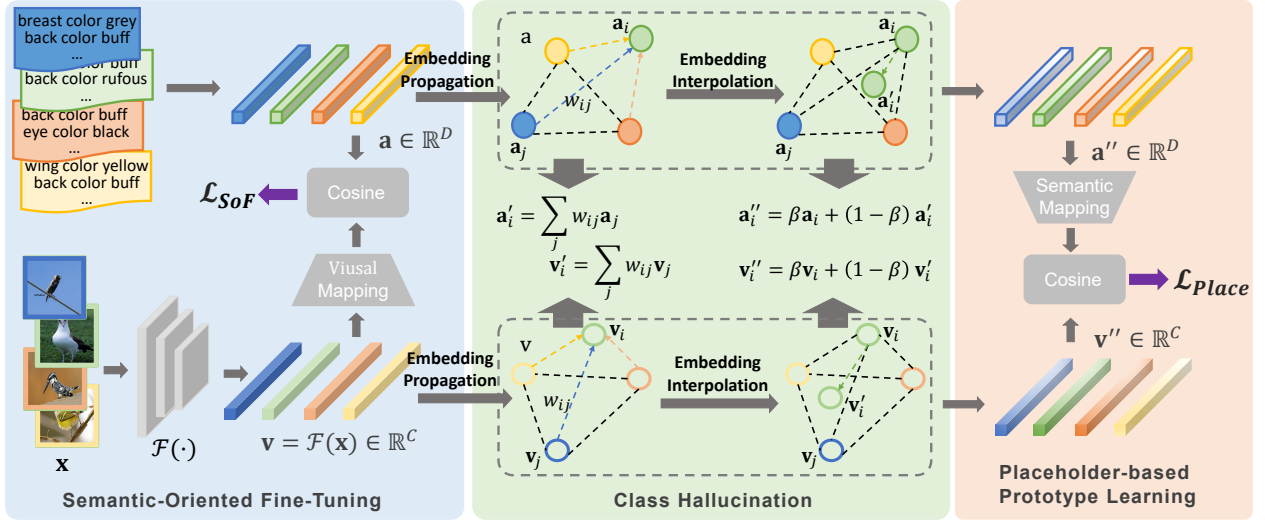 breast color grey
back color buff
...
color buff
back color rufous
...
back color buff
eye color black
...
wing color yellow
back color buff
...
a ∈ ℝ^D
Cosine
ℒ_SoF
Viusal
Mapping
x
ℱ(·)
v = ℱ(x) ∈ ℝ^C
Semantic-Oriented Fine-Tuning
Embedding
Propagation
a
a_i
w_ij
a_j
Embedding
Interpolation
a_i
a_i′
a_j
a_i′ = ∑_j w_ij a_j
v_i′ = ∑_j w_ij v_j
a_i′′ = βa_i + (1 − β) a_i′
v_i′′ = βv_i + (1 − β) v_i′
Embedding
Propagation
v
v_i
w_ij
v_j
Embedding
Interpolation
v_i
v_i′
v_j
Class Hallucination
a′′ ∈ ℝ^D
Semantic
Mapping
Cosine
ℒ_Place
v′′ ∈ ℝ^C
Placeholder-based
Prototype Learning